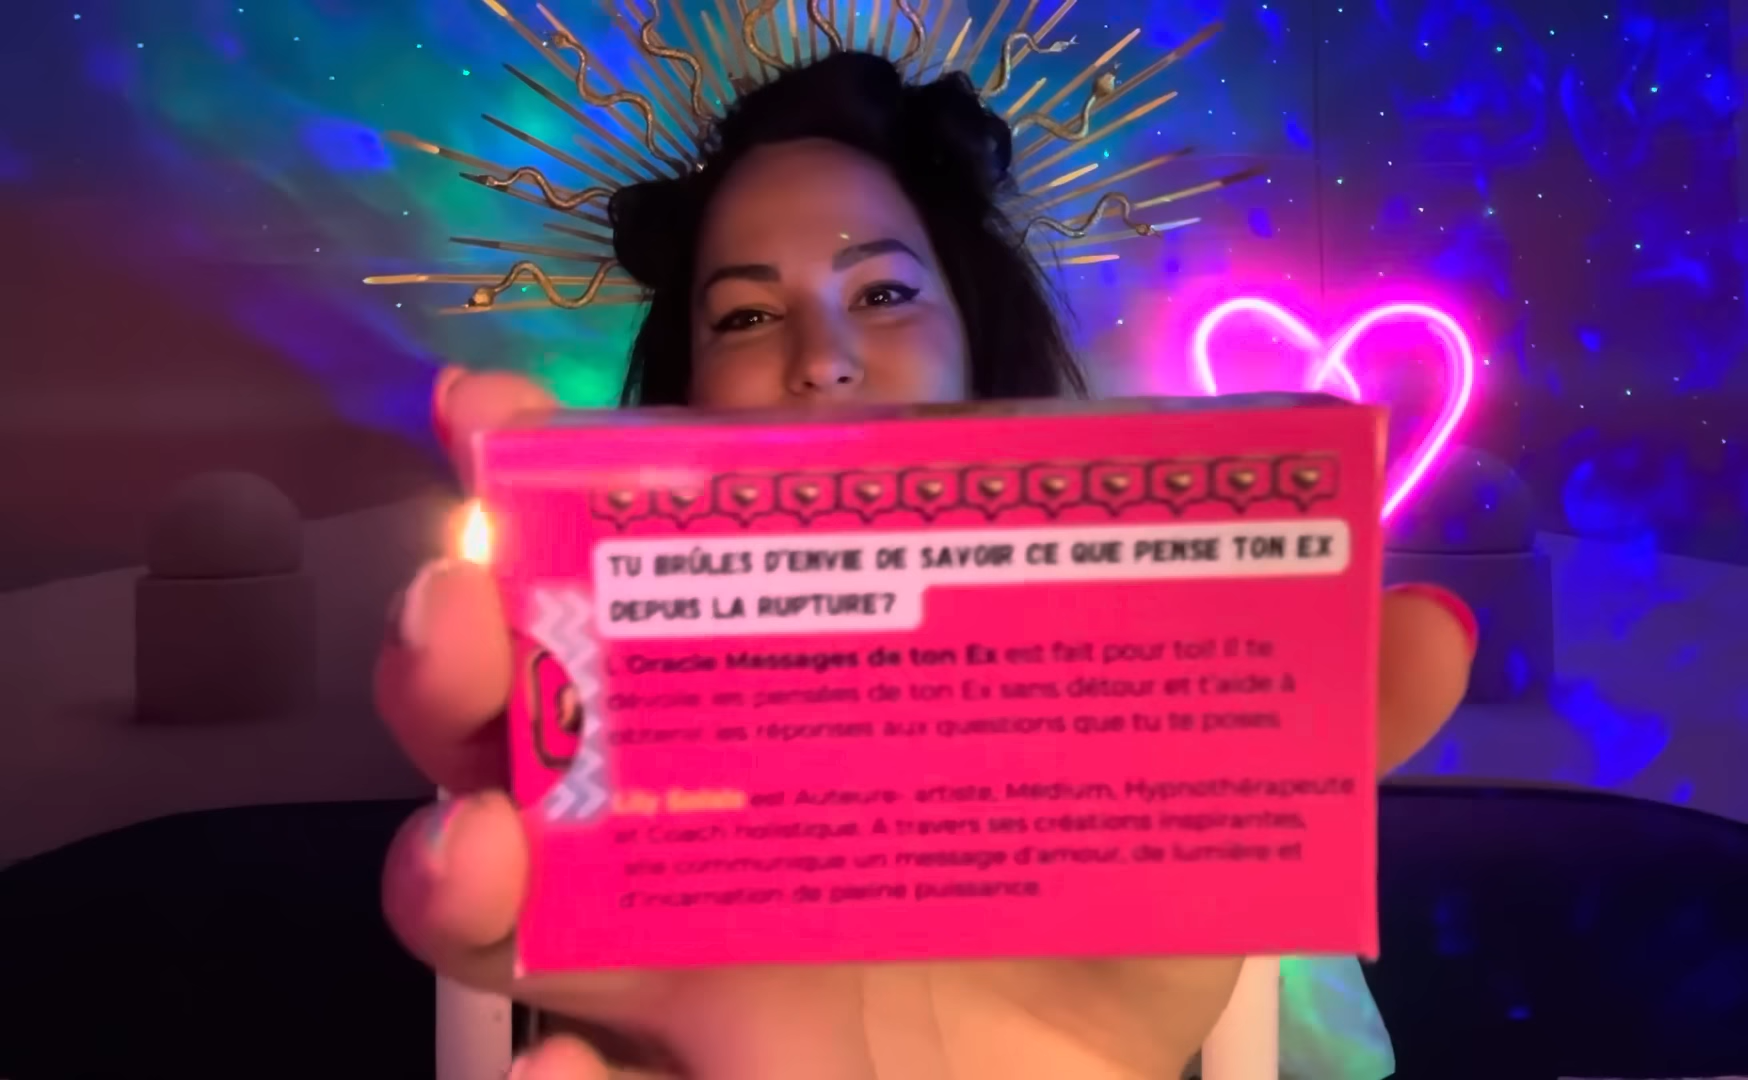 TU BRÛLES D'ENVIE DE SAVOIR CE QUE PENSE TON EX
DEPUIS LA RUPTURE?
L'Oracle Messages de ton Ex est fait pour toi! Il te
dévoile les pensées de ton Ex sans détour et t'aide à
obtenir les réponses aux questions que tu te poses.
Lily est Auteure- artiste, Médium, Hypnothérapeute
et Coach holistique. A travers ses créations inspirantes,
elle communique un message d'amour, de lumière et
d'incarnation de pleine puissance.